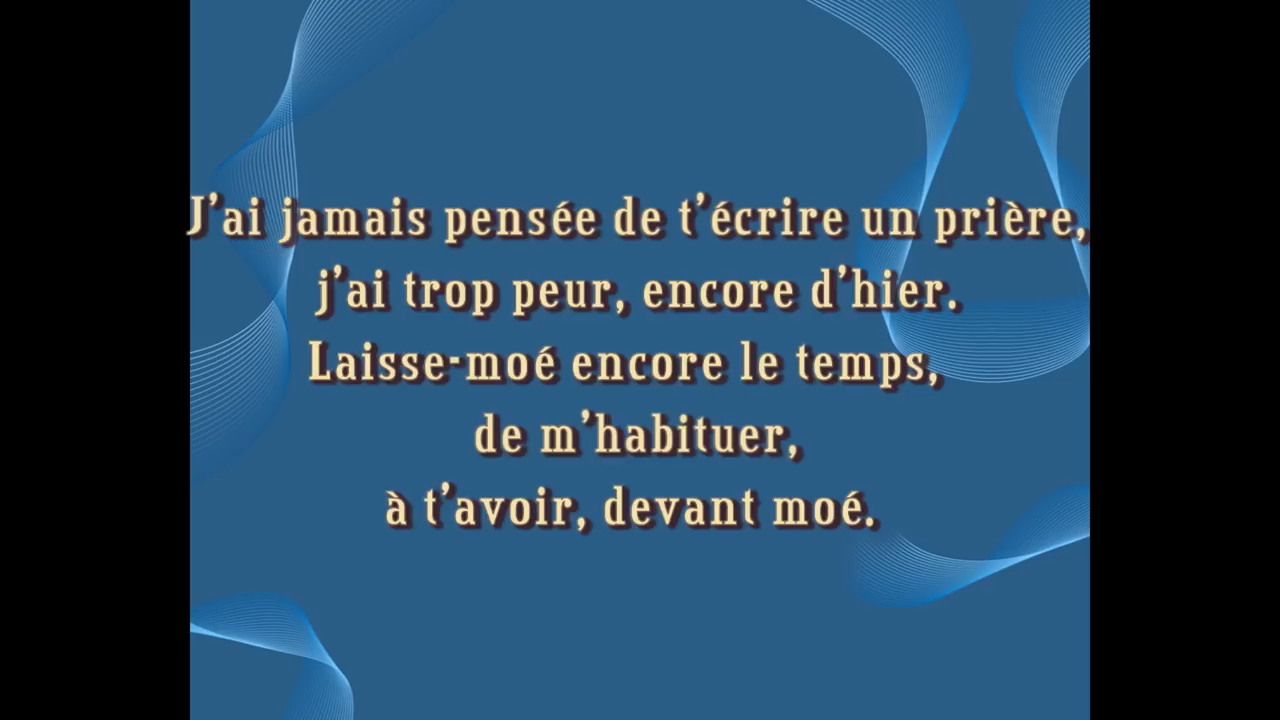 J'ai jamais pensée de t'écrire un prière,
j'ai trop peur, encore d'hier.
Laisse-moé encore le temps,
de m'habituer,
à t'avoir, devant moé.